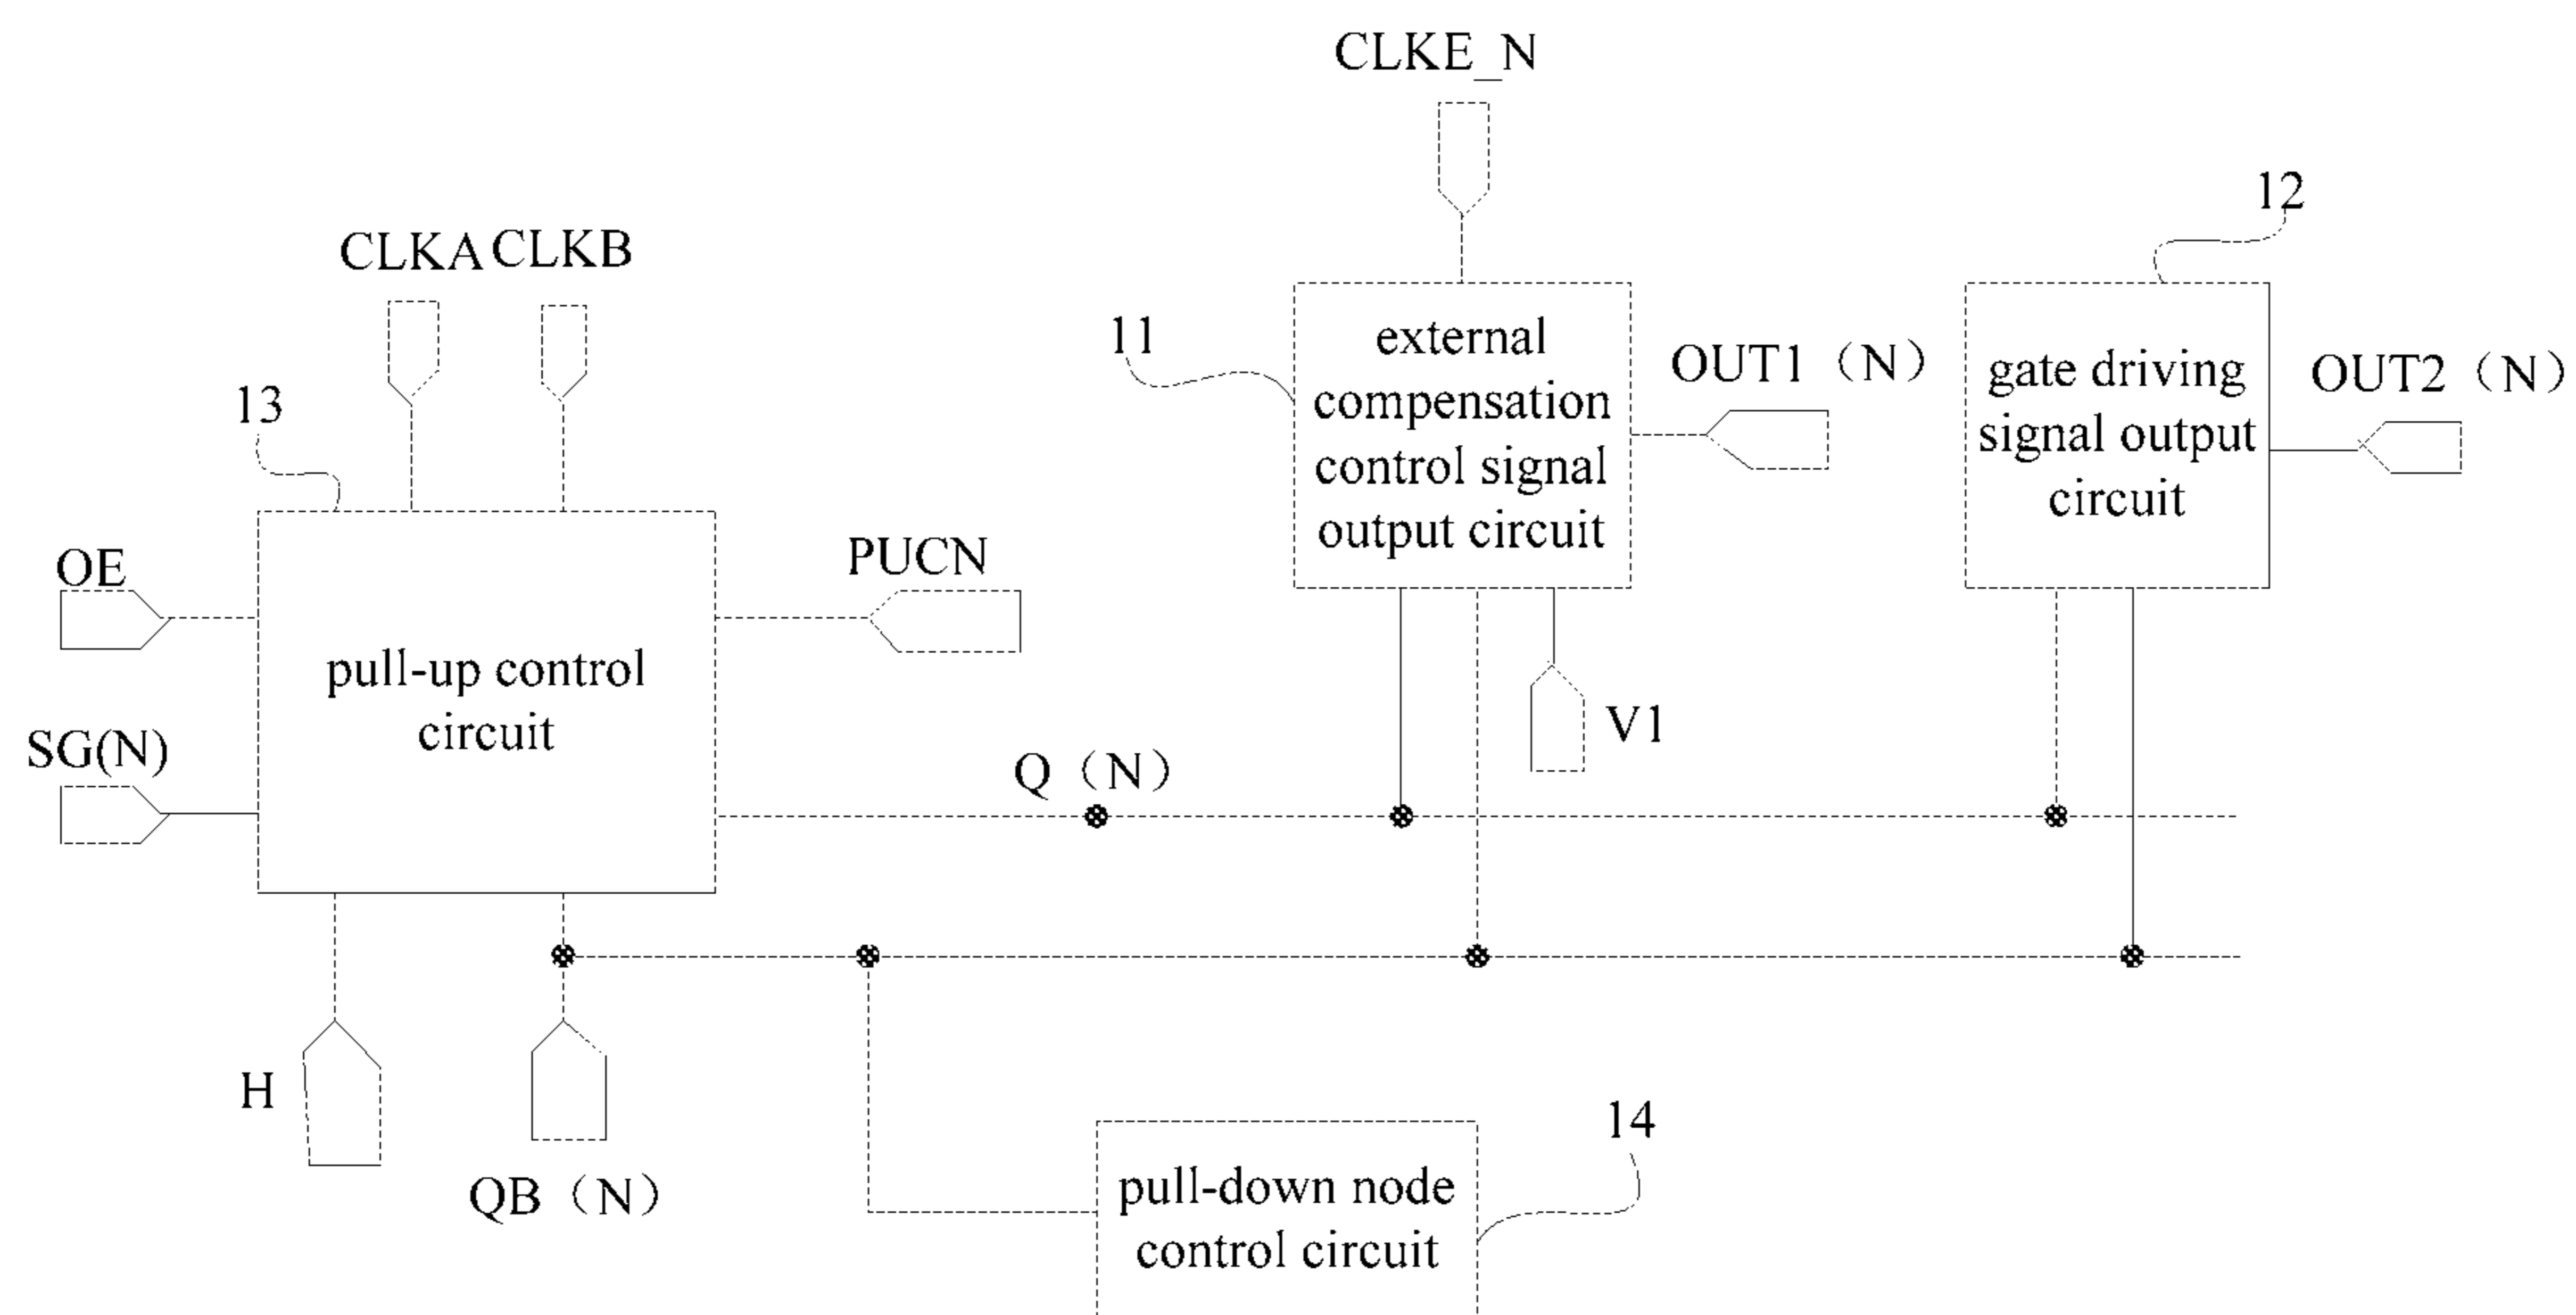 CLKE_N
12
CLKA CLKB
11
external
compensation
control signal
output circuit
OUT1（N）
gate driving
signal output
circuit
OUT2（N）
13
OE
PUCN
pull-up control
circuit
SG(N)
V1
Q（N）
H
QB（N）
14
pull-down node
control circuit